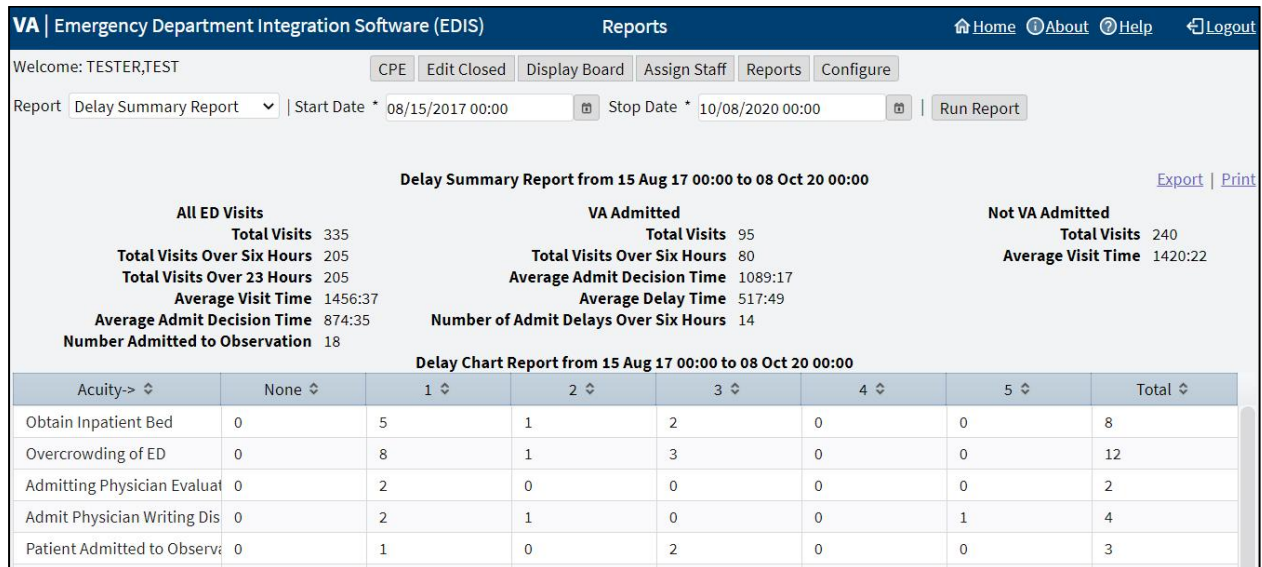 VA | Emergency Department Integration Software (EDIS) Reports Home About Help Logout
Welcome: TESTER,TEST CPE Edit Closed Display Board Assign Staff Reports Configure
Report Delay Summary Report | Start Date * 08/15/2017 00:00 Stop Date * 10/08/2020 00:00 | Run Report
Delay Summary Report from 15 Aug 17 00:00 to 08 Oct 20 00:00 Export | Print
All ED Visits
Total Visits 335
Total Visits Over Six Hours 205
Total Visits Over 23 Hours 205
Average Visit Time 1456:37
Average Admit Decision Time 874:35
Number Admitted to Observation 18
VA Admitted
Total Visits 95
Total Visits Over Six Hours 80
Average Admit Decision Time 1089:17
Average Delay Time 517:49
Number of Admit Delays Over Six Hours 14
Not VA Admitted
Total Visits 240
Average Visit Time 1420:22
Delay Chart Report from 15 Aug 17 00:00 to 08 Oct 20 00:00
Acuity-> None 1 2 3 4 5 Total
Obtain Inpatient Bed 0 5 1 2 0 0 8
Overcrowding of ED 0 8 1 3 0 0 12
Admitting Physician Evaluat 0 2 0 0 0 0 2
Admit Physician Writing Dis 0 2 1 0 0 1 4
Patient Admitted to Observa 0 1 0 2 0 0 3